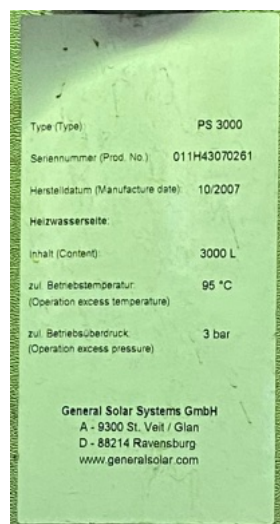 Type (Type): PS 3000
Seriennummer (Prod. No.) 011H43070261
Herstelldatum (Manufacture date): 10/2007
Heizwasserseite:
Inhalt (Content): 3000 L
zul. Betriebstemperatur: 95 °C
(Operation excess temperature)
zul. Betriebsüberdruck: 3 bar
(Operation excess pressure)
General Solar Systems GmbH
A - 9300 St. Veit / Glan
D - 88214 Ravensburg
www.generalsolar.com